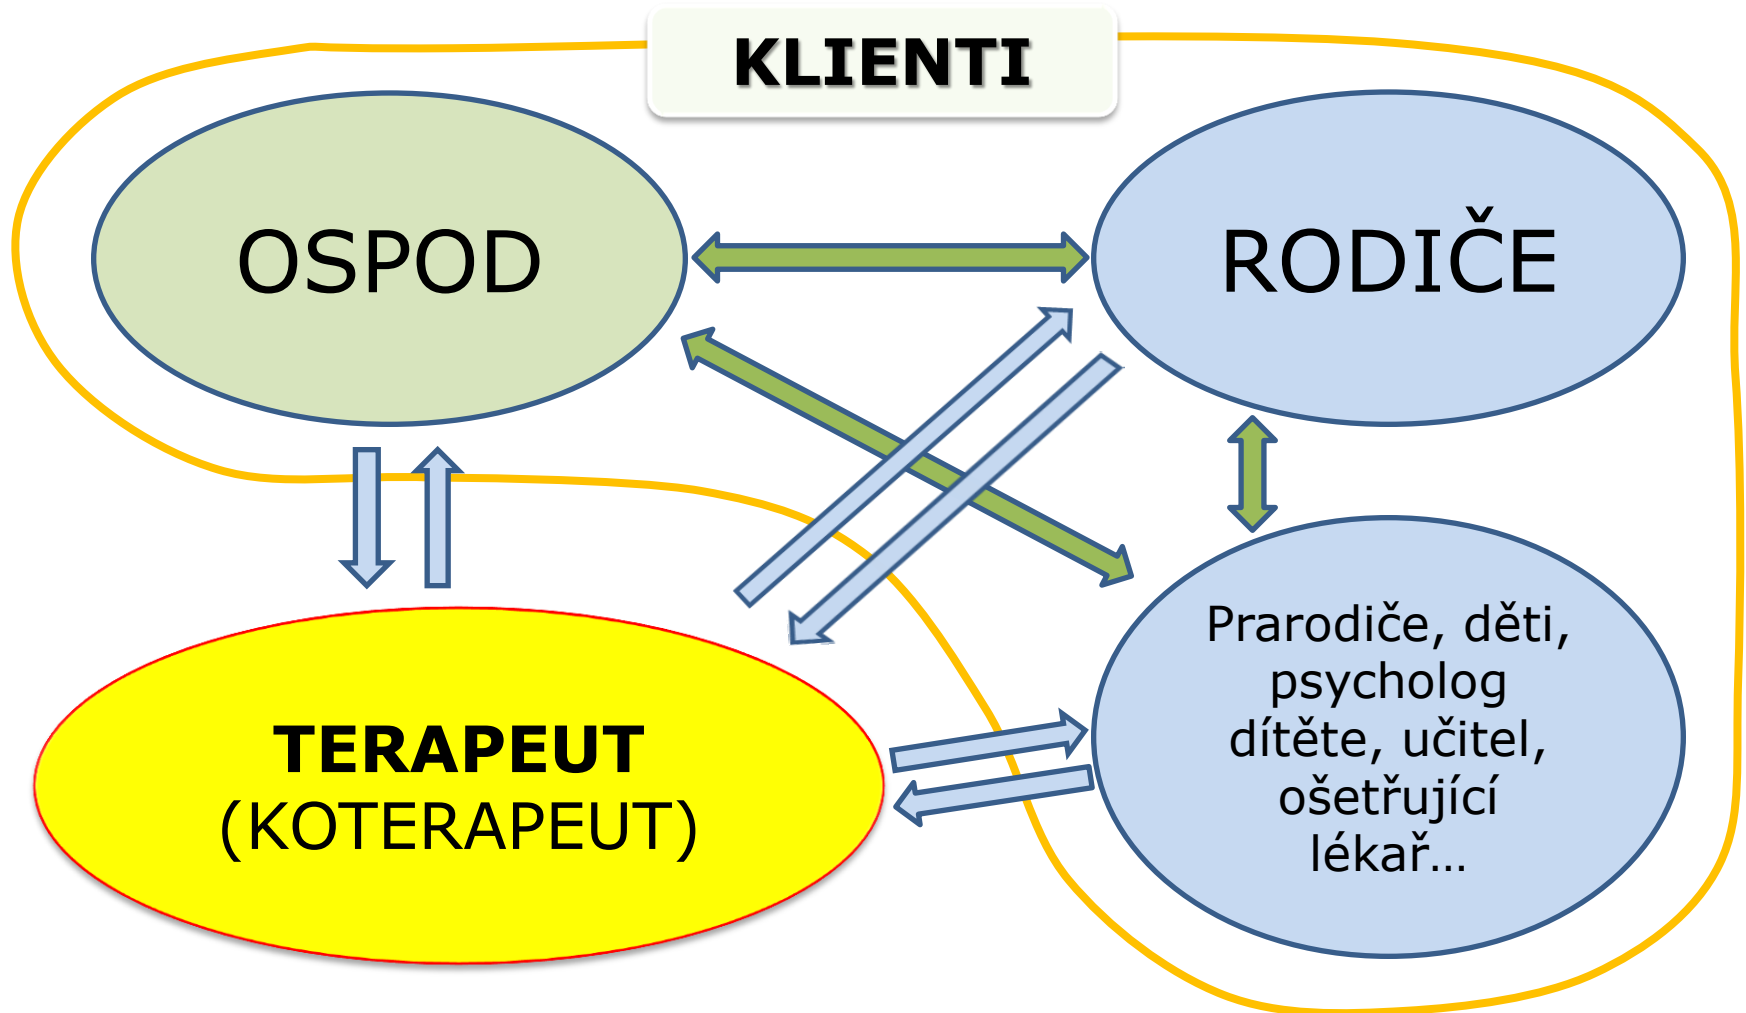 KLIENTI
OSPOD
RODIČE
TERAPEUT
(KOTERAPEUT)
Prarodiče, děti,
psycholog
dítěte, učitel,
ošetřující
lékař…